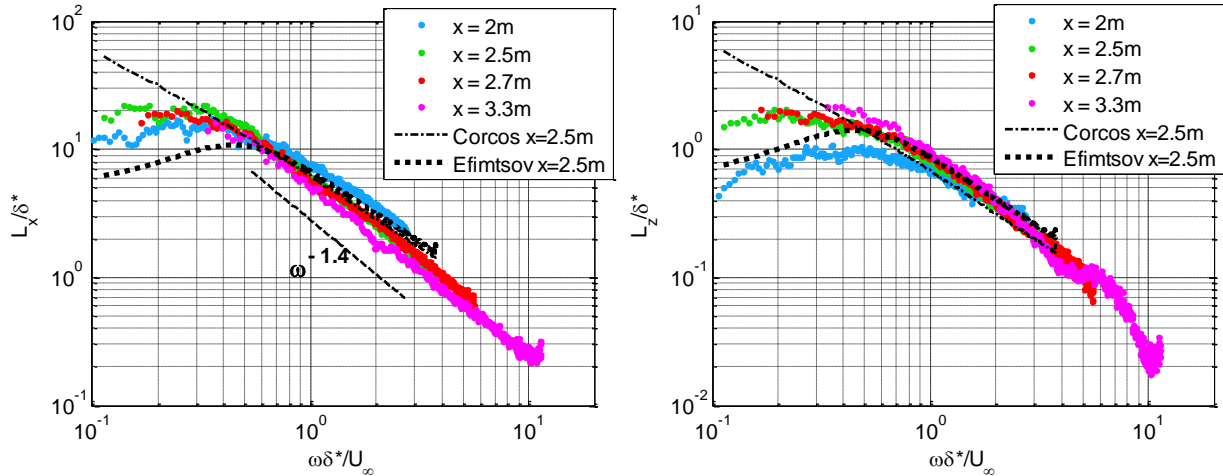 10^2
10^1
10^0
10^-1
L_x/δ*
10^-1
10^0
10^1
ωδ*/U_∞
x = 2m
x = 2.5m
x = 2.7m
x = 3.3m
Corcos x=2.5m
Efimtsov x=2.5m
ω^-1.4
10^1
10^0
10^-1
10^-2
L_z/δ*
10^-1
10^0
10^1
ωδ*/U_∞
x = 2m
x = 2.5m
x = 2.7m
x = 3.3m
Corcos x=2.5m
Efimtsov x=2.5m